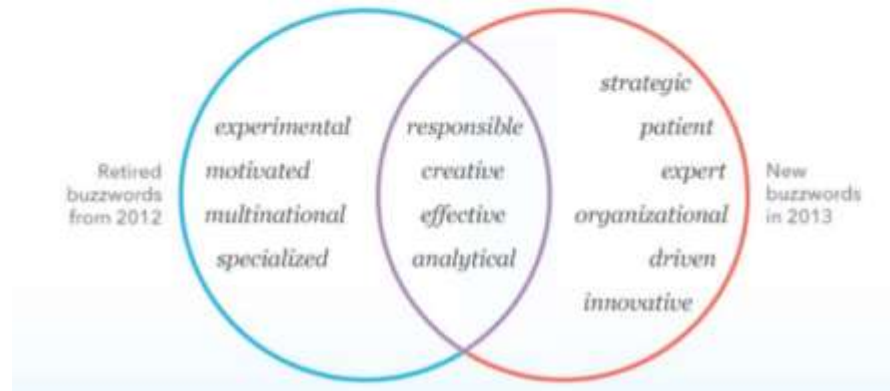 Retired
buzzwords
from 2012
experimental
motivated
multinational
specialized
responsible
creative
effective
analytical
strategic
patient
expert
organizational
driven
innovative
New
buzzwords
in 2013